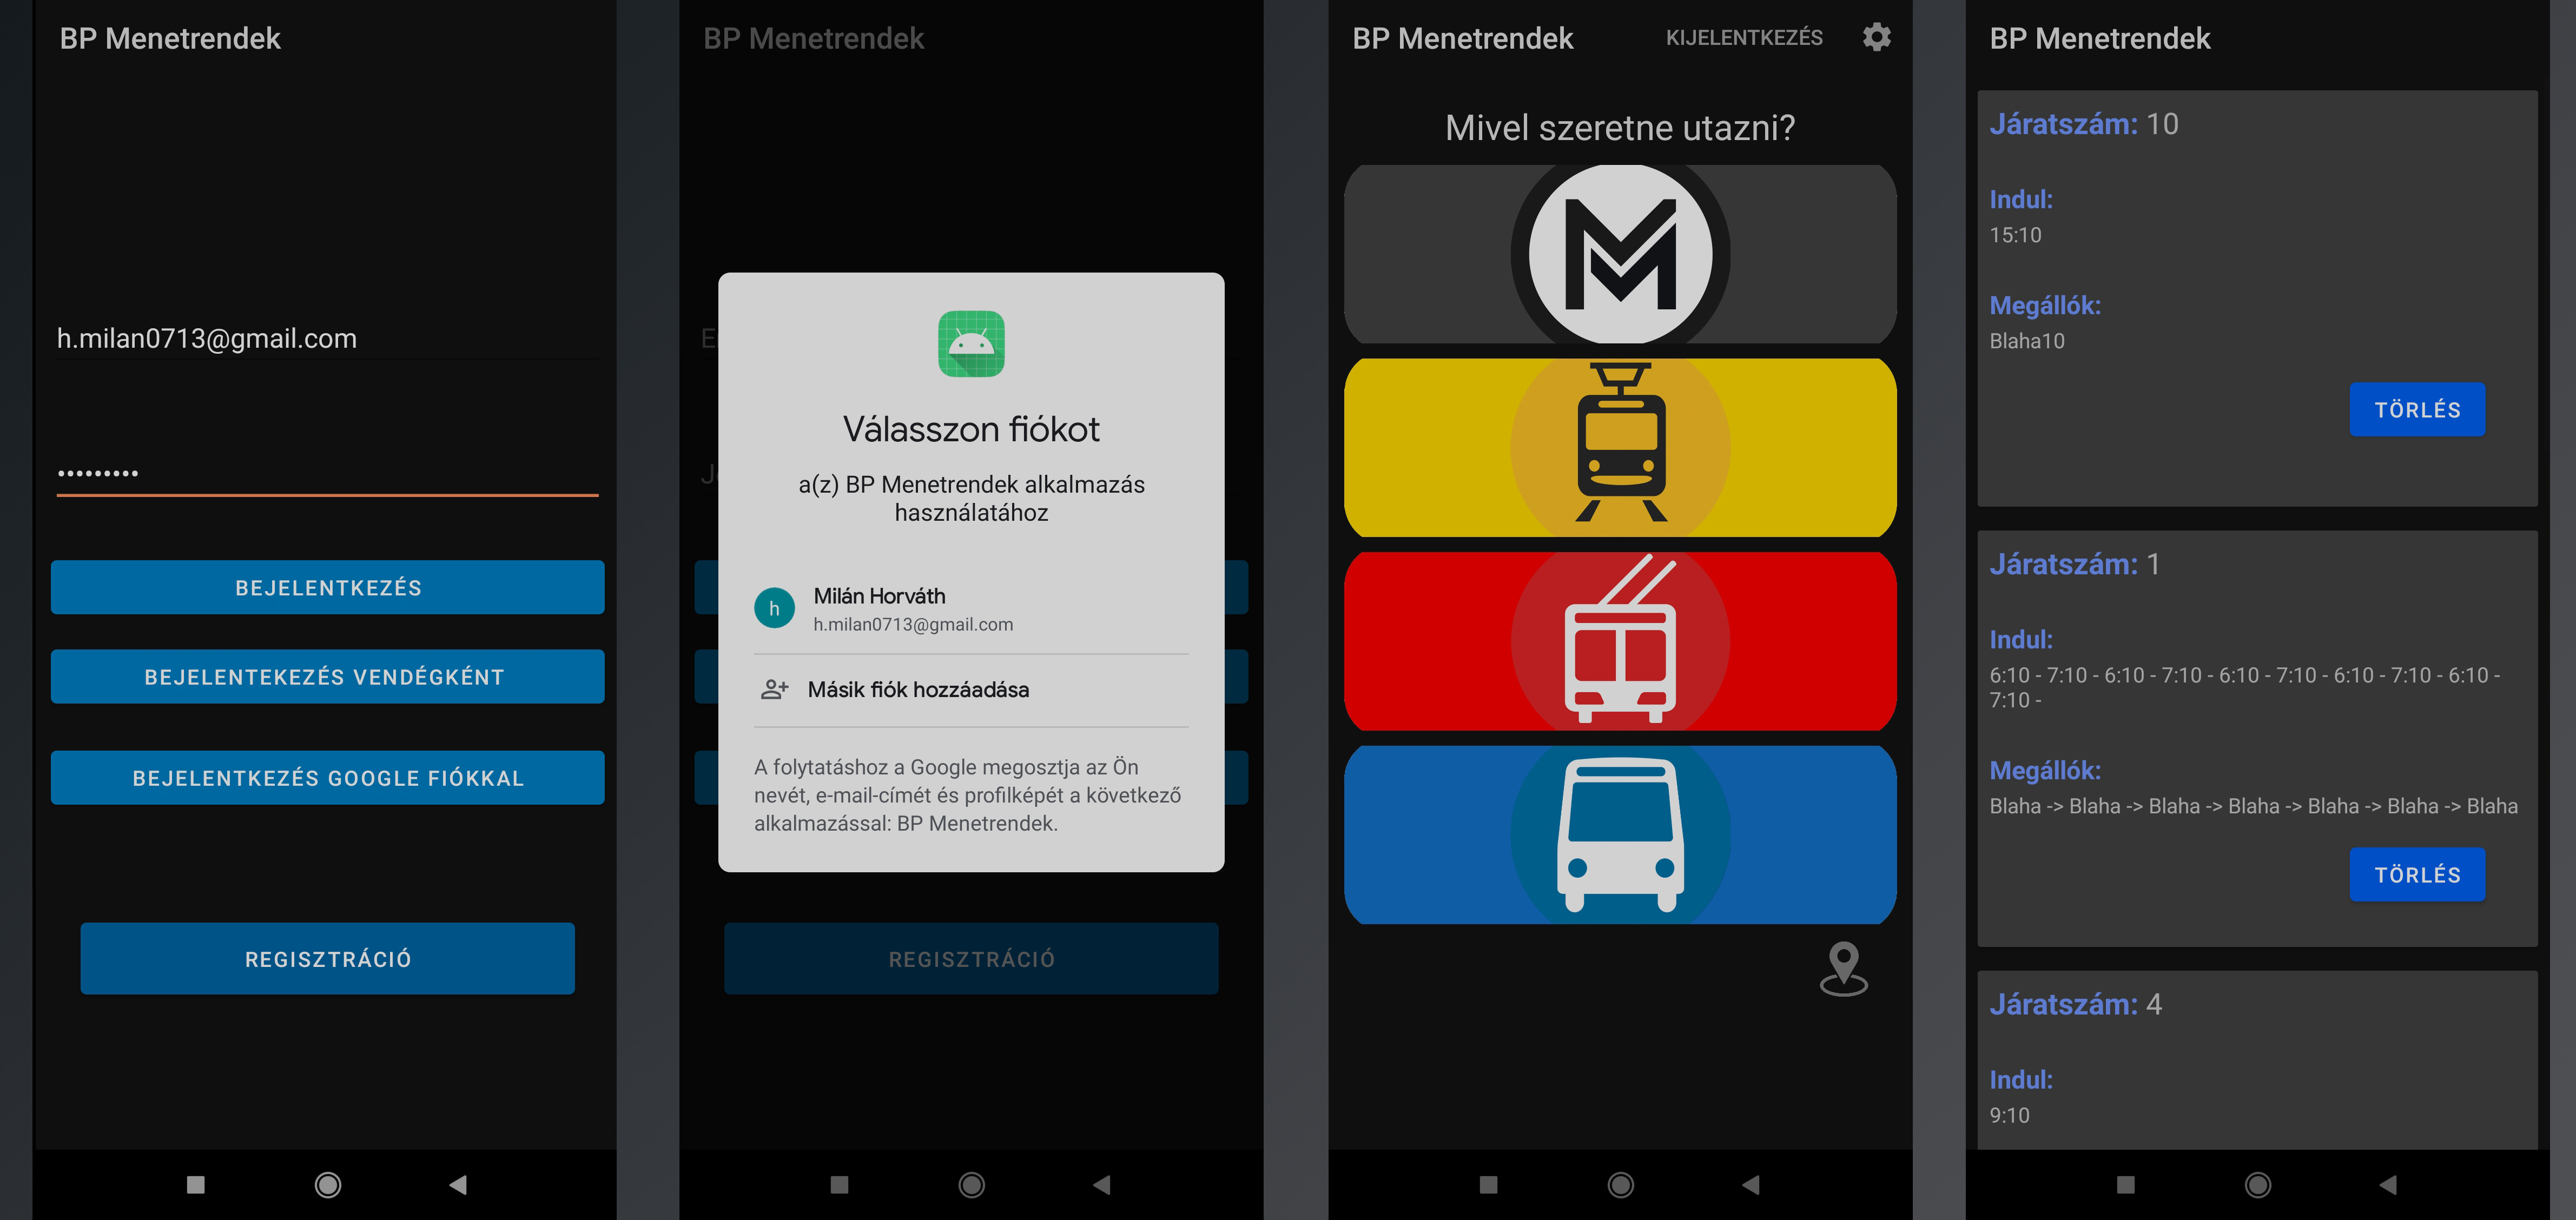 BP Menetrendek
h.milan0713@gmail.com
•••••••••
BEJELENTKEZÉS
BEJELENTEKEZÉS VENDÉGKÉNT
BEJELENTKEZÉS GOOGLE FIÓKKAL
REGISZTRÁCIÓ
BP Menetrendek
E
Je
Válasszon fiókot
a(z) BP Menetrendek alkalmazás
használatához
h
Milán Horváth
h.milan0713@gmail.com
Másik fiók hozzáadása
A folytatáshoz a Google megosztja az Ön
nevét, e-mail-címét és profilképét a következő
alkalmazással: BP Menetrendek.
REGISZTRÁCIÓ
BP Menetrendek
KIJELENTKEZÉS
Mivel szeretne utazni?
M
BP Menetrendek
Járatszám: 10
Indul:
15:10
Megállók:
Blaha10
TÖRLÉS
Járatszám: 1
Indul:
6:10 - 7:10 - 6:10 - 7:10 - 6:10 - 7:10 - 6:10 - 7:10 - 6:10 -
7:10 -
Megállók:
Blaha -> Blaha -> Blaha -> Blaha -> Blaha -> Blaha -> Blaha
TÖRLÉS
Járatszám: 4
Indul:
9:10